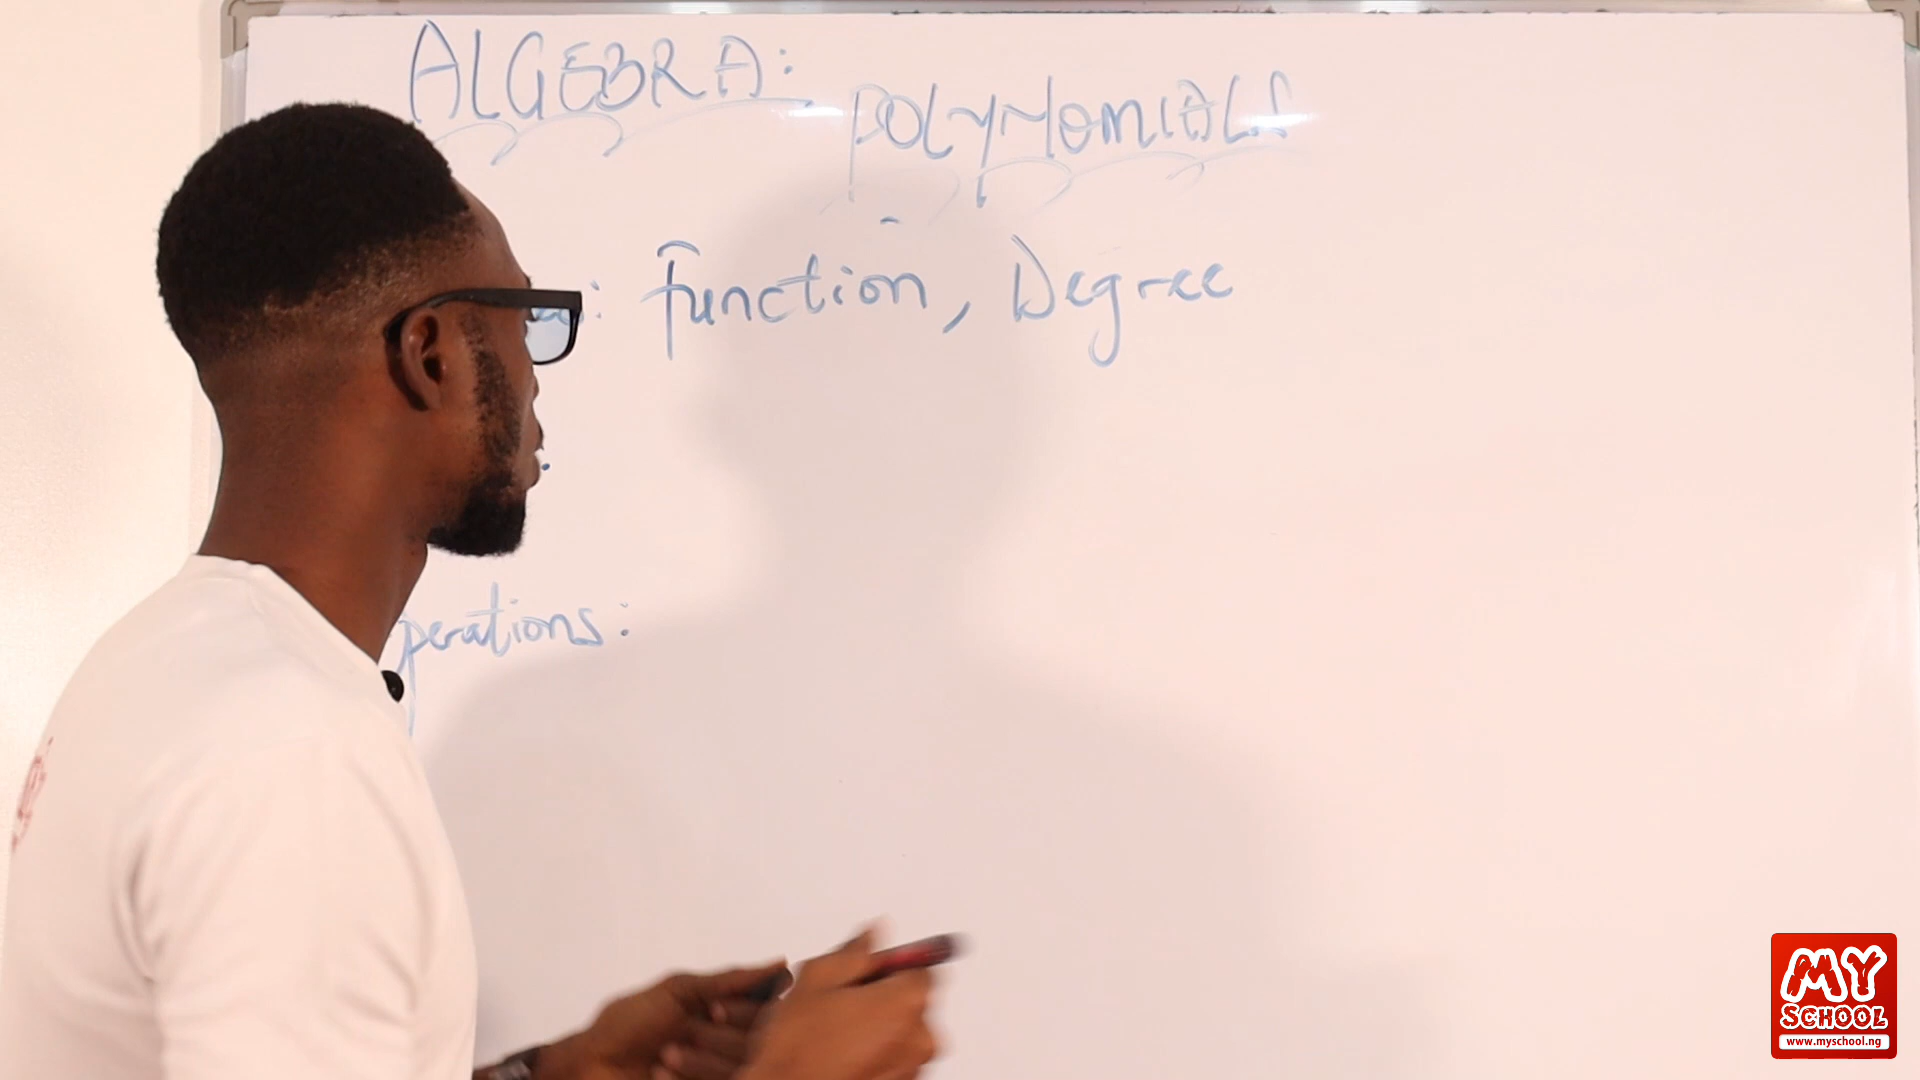 ALGEBRA:
POLYNOMIALS
: Function, Degree
perations:
MY
SCHOOL
www.myschool.ng